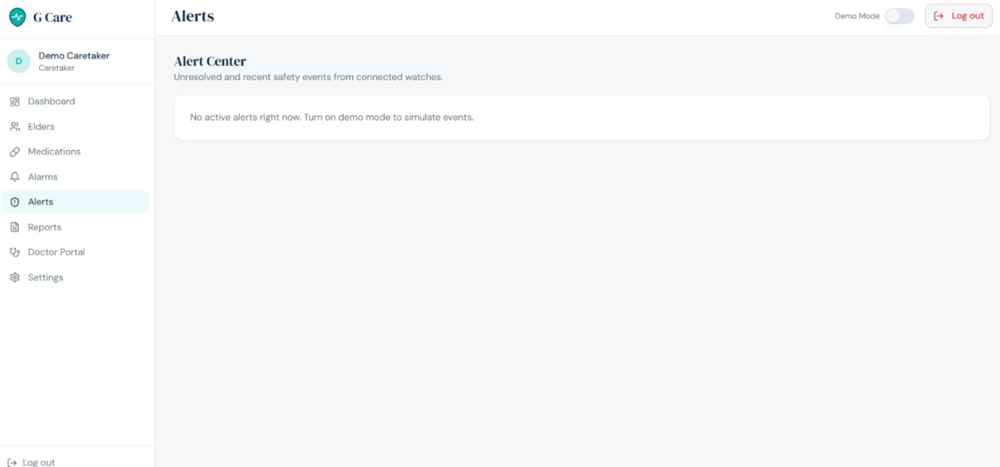 G Care
D
Demo Caretaker
Caretaker
Dashboard
Elders
Medications
Alarms
Alerts
Reports
Doctor Portal
Settings
Log out
Alerts
Demo Mode
Log out
Alert Center
Unresolved and recent safety events from connected watches.
No active alerts right now. Turn on demo mode to simulate events.